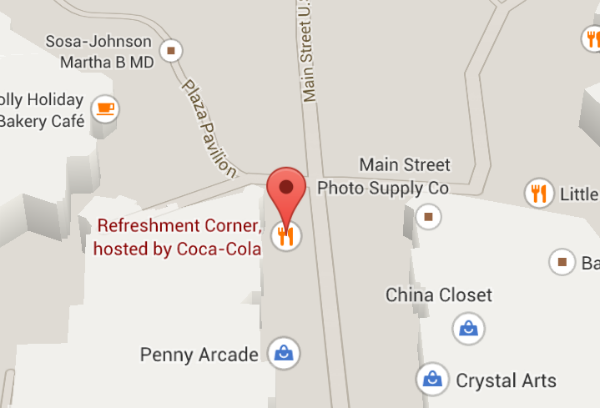 Main Street U.S
Sosa-Johnson
Martha B MD
olly Holiday
Bakery Café
Plaza Pavilion
Main Street
Photo Supply Co
Little
Refreshment Corner,
hosted by Coca-Cola
Ba
China Closet
Penny Arcade
Crystal Arts